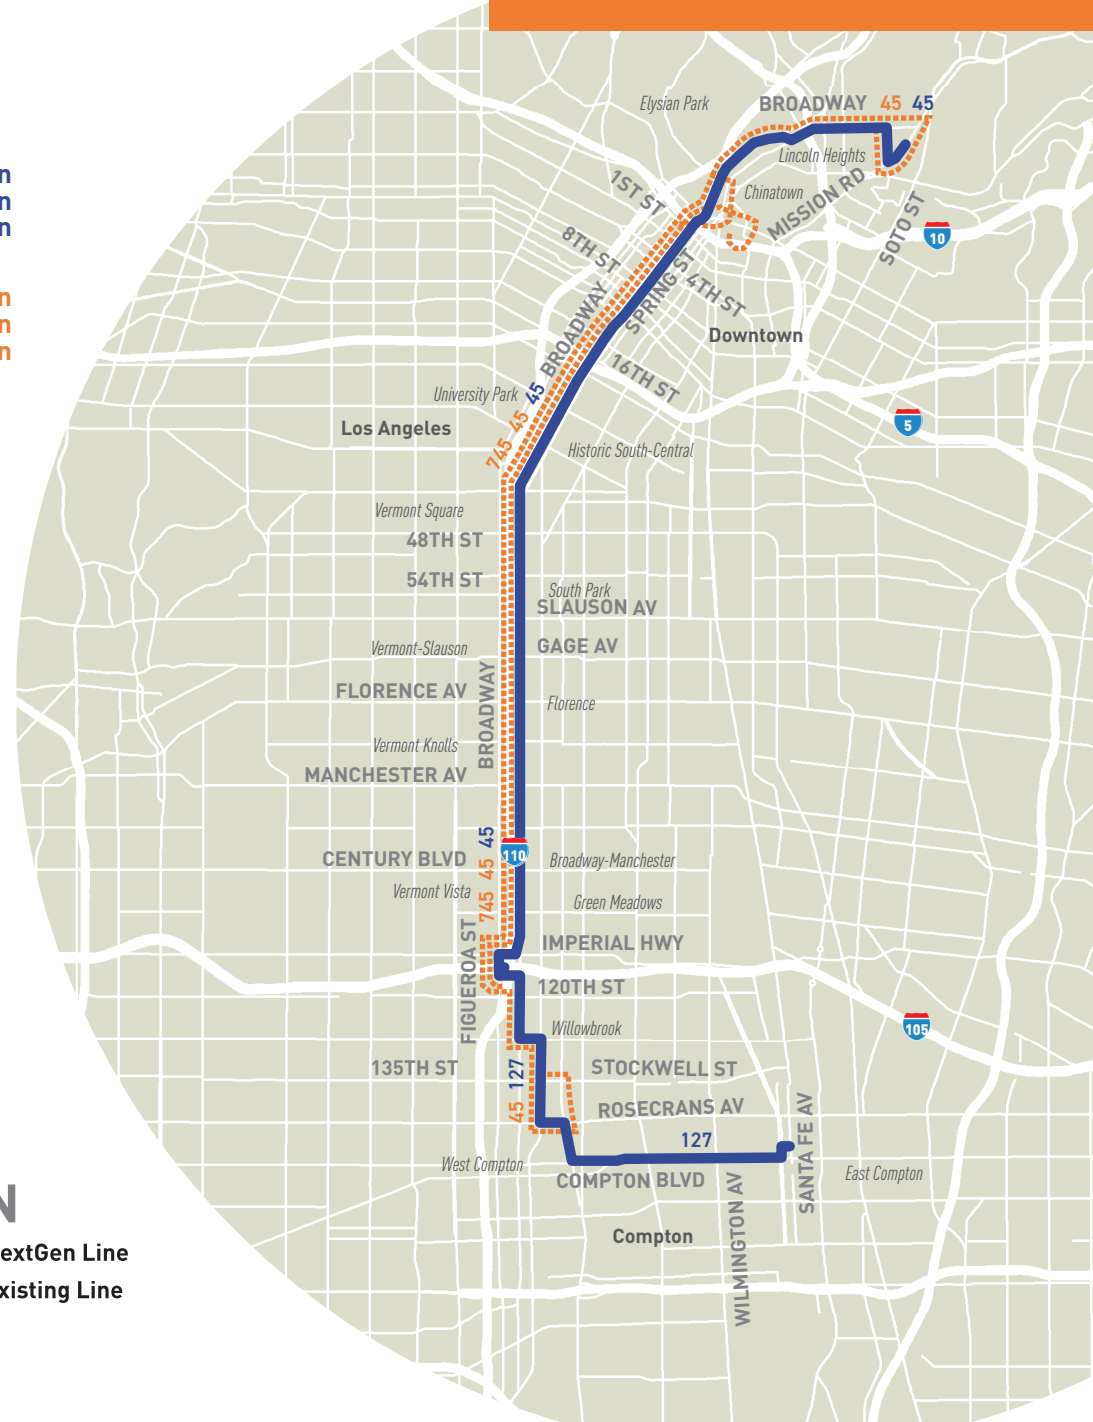 Elysian Park
BROADWAY 45 45
Lincoln Heights
1ST ST
Chinatown
MISSION RD
SOTO ST
10
8TH ST
n
n
n
SPRING ST
4TH ST
n
n
n
BROADWAY
Downtown
16TH ST
University Park
745 45 45
5
Los Angeles
Historic South-Central
Vermont Square
48TH ST
54TH ST
South Park
SLAUSON AV
Vermont-Slauson
GAGE AV
FLORENCE AV
BROADWAY
Florence
Vermont Knolls
MANCHESTER AV
745 45 45
110
CENTURY BLVD
Broadway-Manchester
Vermont Vista
Green Meadows
FIGUEROA ST
IMPERIAL HWY
120TH ST
Willowbrook
105
135TH ST
45 127
STOCKWELL ST
ROSECRANS AV
127
SANTA FE AV
West Compton
East Compton
COMPTON BLVD
WILMINGTON AV
N
Compton
extGen Line
xisting Line